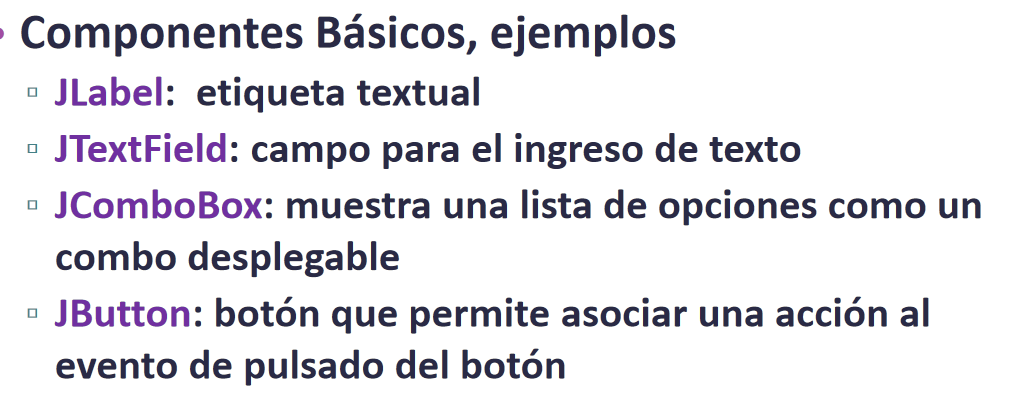 • Componentes Básicos, ejemplos
▫ JLabel:  etiqueta textual
▫ JTextField: campo para el ingreso de texto
▫ JComboBox: muestra una lista de opciones como un
combo desplegable
▫ JButton: botón que permite asociar una acción al
evento de pulsado del botón